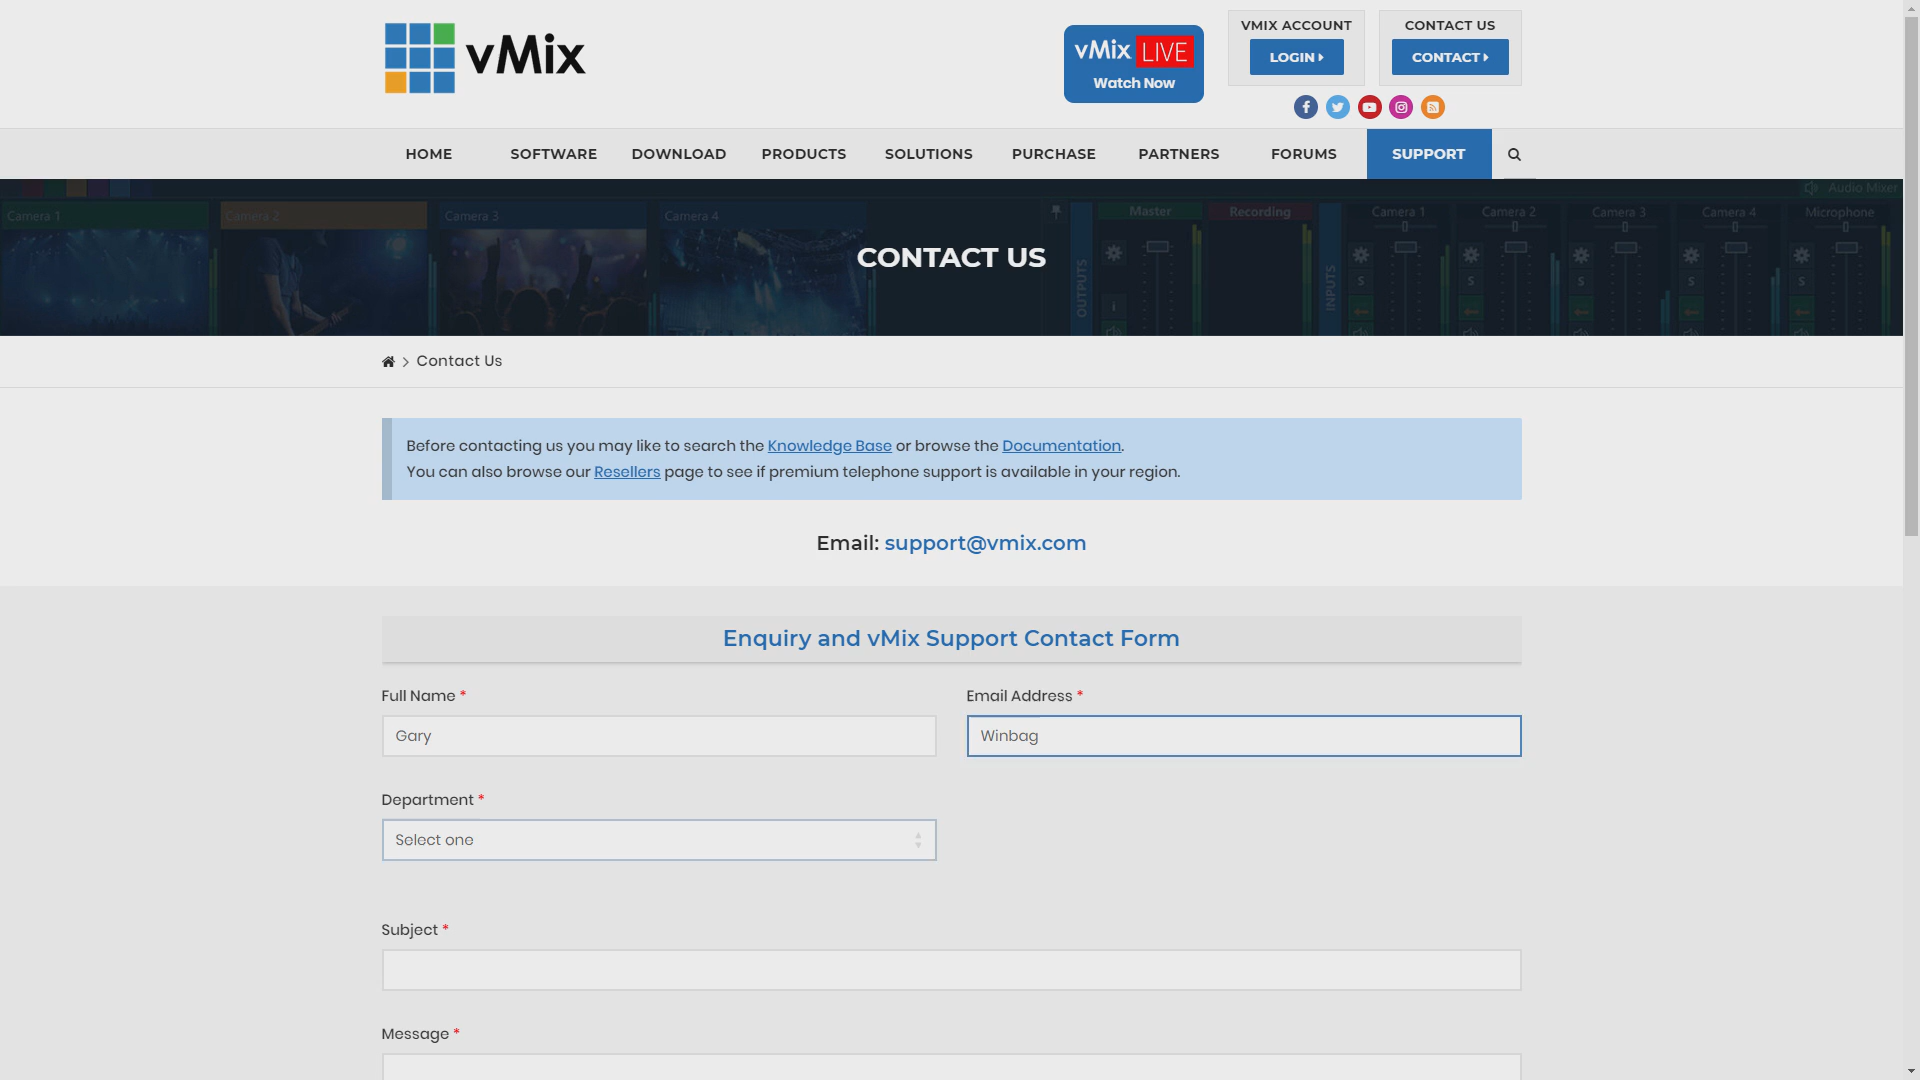 vMix
vMix LIVE
Watch Now
VMIX ACCOUNT
LOGIN
CONTACT US
CONTACT
HOME
SOFTWARE
DOWNLOAD
PRODUCTS
SOLUTIONS
PURCHASE
PARTNERS
FORUMS
SUPPORT
Audio Mixer
Camera 1
Camera 2
Camera 3
Camera 4
OUTPUTS
Master
Recording
INPUTS
Camera 1
Camera 2
Camera 3
Camera 4
Microphone
S
S
S
S
S
CONTACT US
Contact Us
Before contacting us you may like to search the Knowledge Base or browse the Documentation.
You can also browse our Resellers page to see if premium telephone support is available in your region.
Email: support@vmix.com
Enquiry and vMix Support Contact Form
Full Name *
Email Address *
Gary
Winbag
Department *
Select one
Subject *
Message *